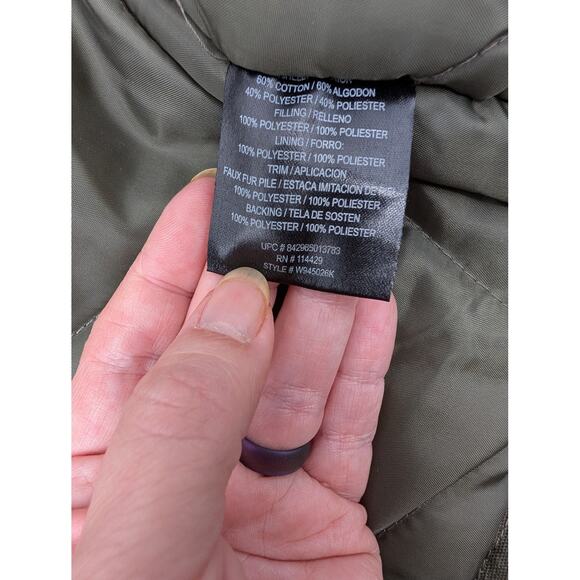 60% COTTON / 60% ALGODON
40% POLYESTER / 40% POLIESTER
FILLING / RELLENO
100% POLYESTER / 100% POLIESTER
LINING / FORRO:
100% POLYESTER / 100% POLIESTER
TRIM / APLICACION
FAUX FUR PILE / ESTACA IMITACION DE PIEL
100% POLYESTER / 100% POLIESTER
BACKING / TELA DE SOSTEN
100% POLYESTER / 100% POLIESTER
UPC # 842965013783
RN # 114429
STYLE # W945026K